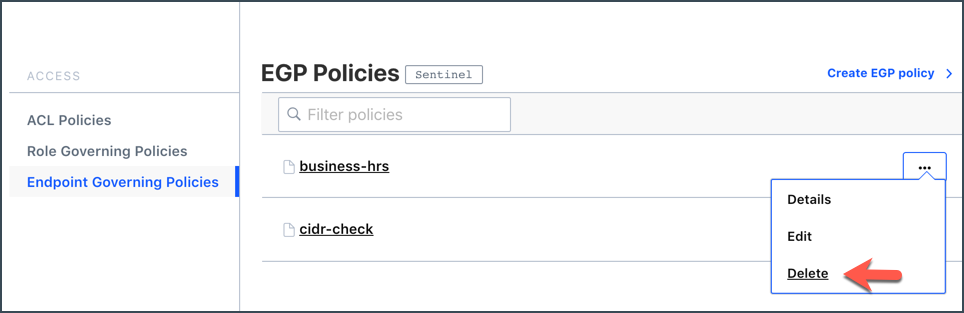 ACCESS
ACL Policies
Role Governing Policies
Endpoint Governing Policies
EGP Policies Sentinel
Create EGP policy
Filter policies
business-hrs
•••
Details
Edit
Delete
cidr-check